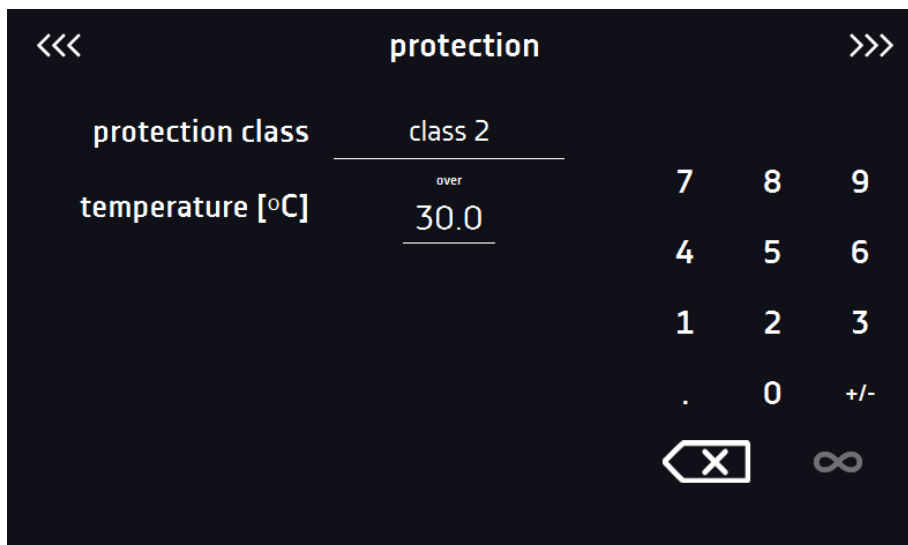 <<< protection >>>
protection class class 2
over
temperature [°C] 30.0
7 8 9
4 5 6
1 2 3
. 0 +/-
∞